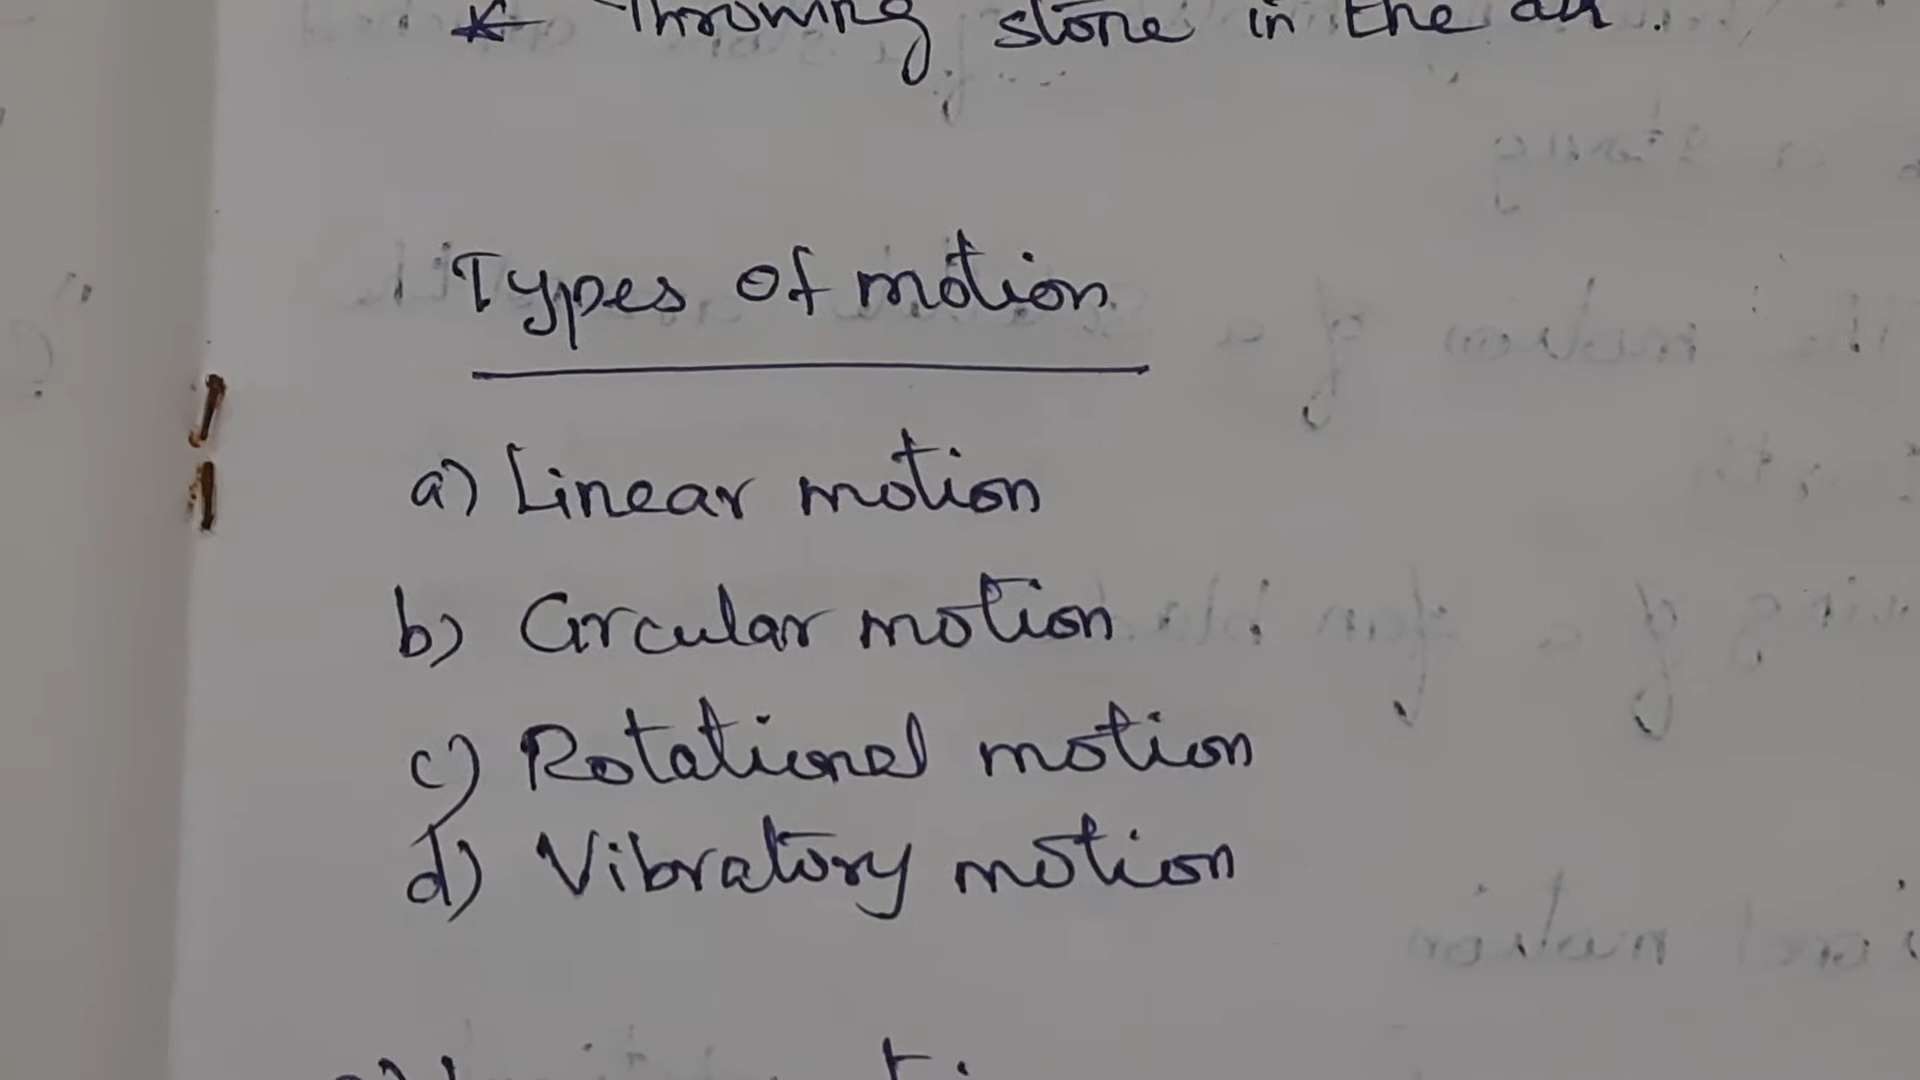 * Throwing stone in the air.
Types of motion
a) Linear motion
b) Circular motion
c) Rotational motion
d) Vibratory motion